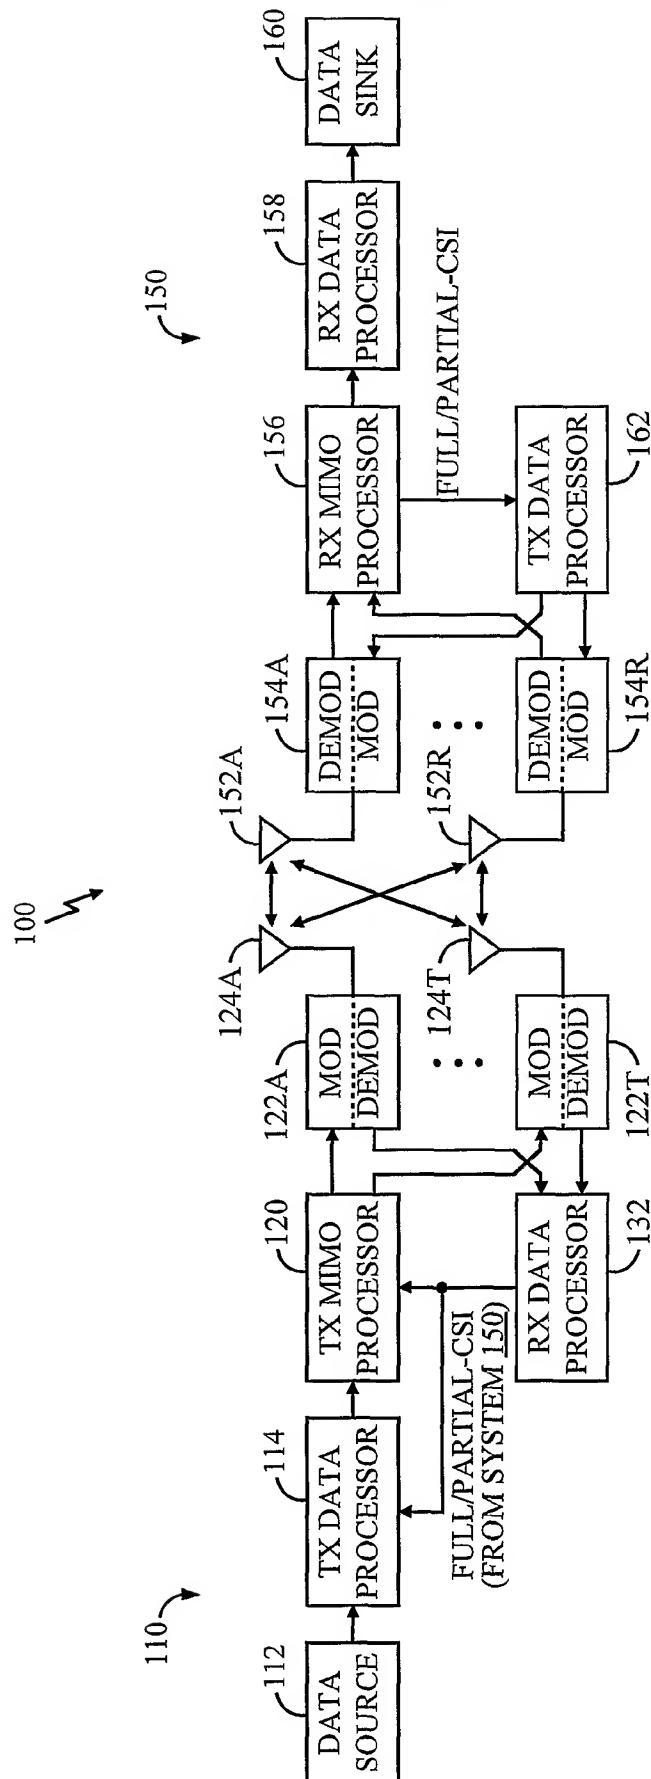 100
110
150
112
DATA
SOURCE
114
TX DATA
PROCESSOR
120
TX MIMO
PROCESSOR
122A
MOD
DEMOD
124A
152A
154A
DEMOD
MOD
156
RX MIMO
PROCESSOR
158
RX DATA
PROCESSOR
160
DATA
SINK
FULL/PARTIAL-CSI
(FROM SYSTEM 150)
RX DATA
PROCESSOR
132
MOD
DEMOD
122T
124T
152R
DEMOD
MOD
154R
TX DATA
PROCESSOR
162
FULL/PARTIAL-CSI